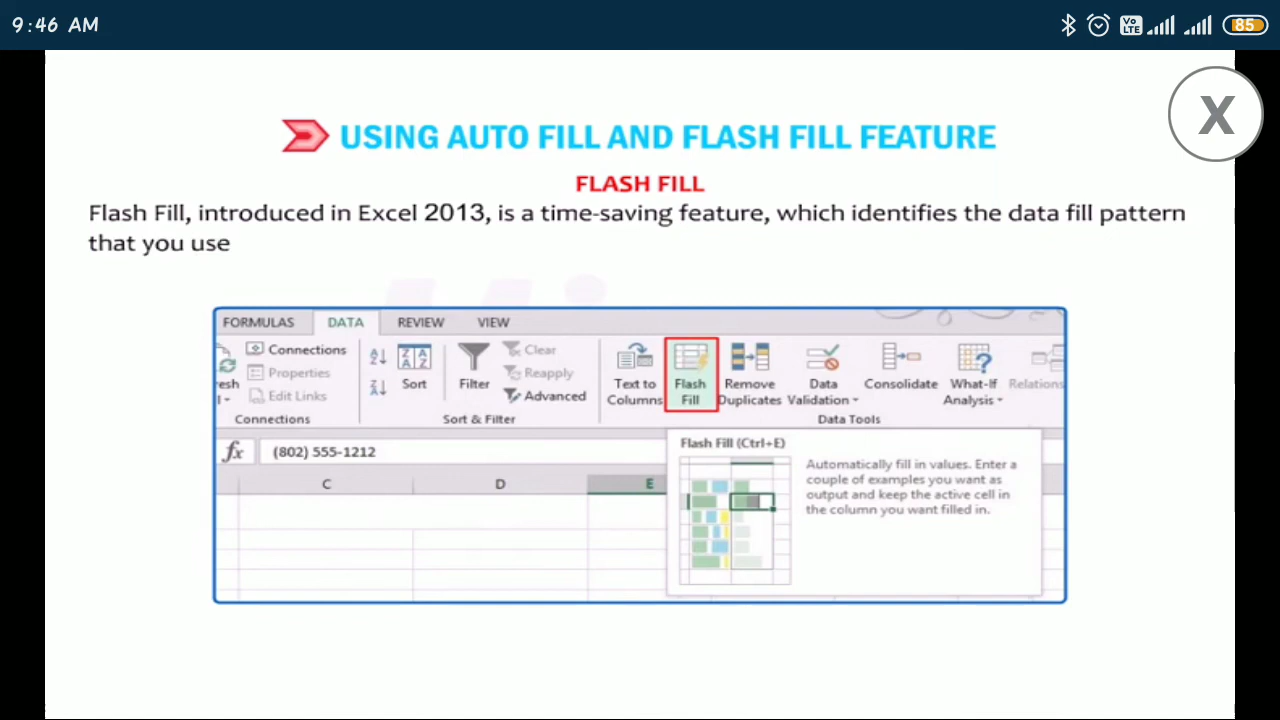 9:46 AM
Vo LTE
85
X
USING AUTO FILL AND FLASH FILL FEATURE
FLASH FILL
Flash Fill, introduced in Excel 2013, is a time-saving feature, which identifies the data fill pattern
that you use
FORMULAS DATA REVIEW VIEW
Connections
Properties
Edit Links
Connections
Sort
Filter
Clear
Reapply
Advanced
Sort & Filter
Text to
Columns
Flash
Fill
Remove
Duplicates
Data
Validation
Consolidate
What-If
Analysis
Data Tools
fx (802) 555-1212
C D E
Flash Fill (Ctrl+E)
Automatically fill in values. Enter a
couple of examples you want as
output and keep the active cell in
the column you want filled in.